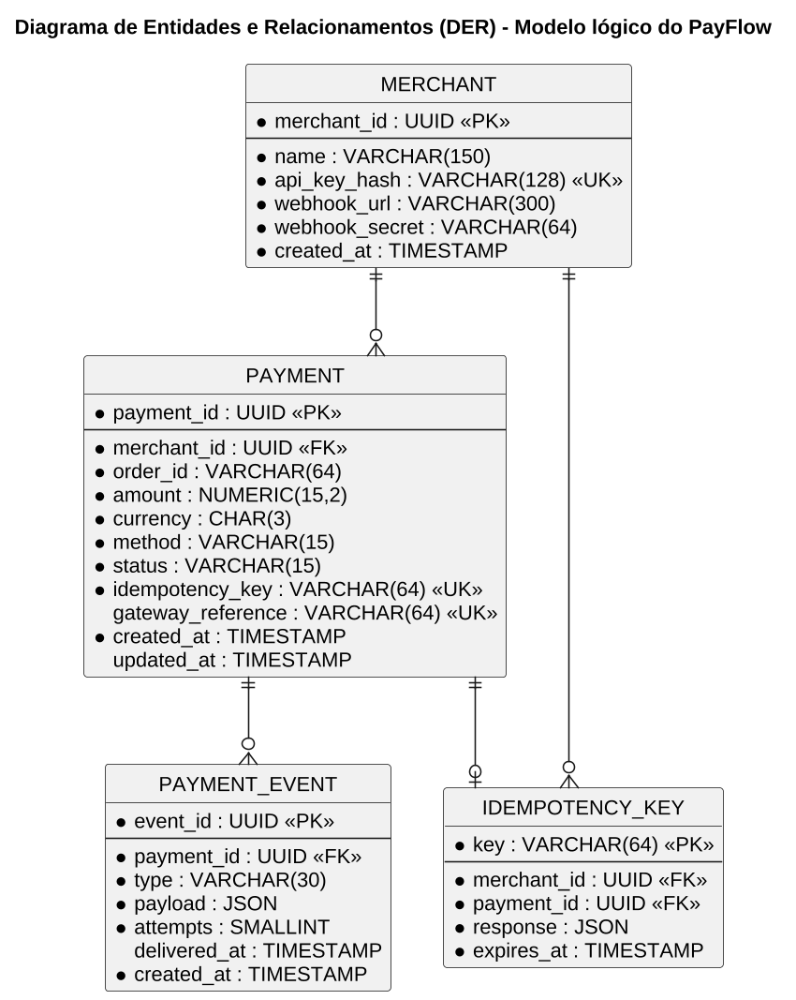 Diagrama de Entidades e Relacionamentos (DER) - Modelo lógico do PayFlow
MERCHANT
merchant_id : UUID «PK»
name : VARCHAR(150)
api_key_hash : VARCHAR(128) «UK»
webhook_url : VARCHAR(300)
webhook_secret : VARCHAR(64)
created_at : TIMESTAMP
PAYMENT
payment_id : UUID «PK»
merchant_id : UUID «FK»
order_id : VARCHAR(64)
amount : NUMERIC(15,2)
currency : CHAR(3)
method : VARCHAR(15)
status : VARCHAR(15)
idempotency_key : VARCHAR(64) «UK»
gateway_reference : VARCHAR(64) «UK»
created_at : TIMESTAMP
updated_at : TIMESTAMP
PAYMENT_EVENT
event_id : UUID «PK»
payment_id : UUID «FK»
type : VARCHAR(30)
payload : JSON
attempts : SMALLINT
delivered_at : TIMESTAMP
created_at : TIMESTAMP
IDEMPOTENCY_KEY
key : VARCHAR(64) «PK»
merchant_id : UUID «FK»
payment_id : UUID «FK»
response : JSON
expires_at : TIMESTAMP